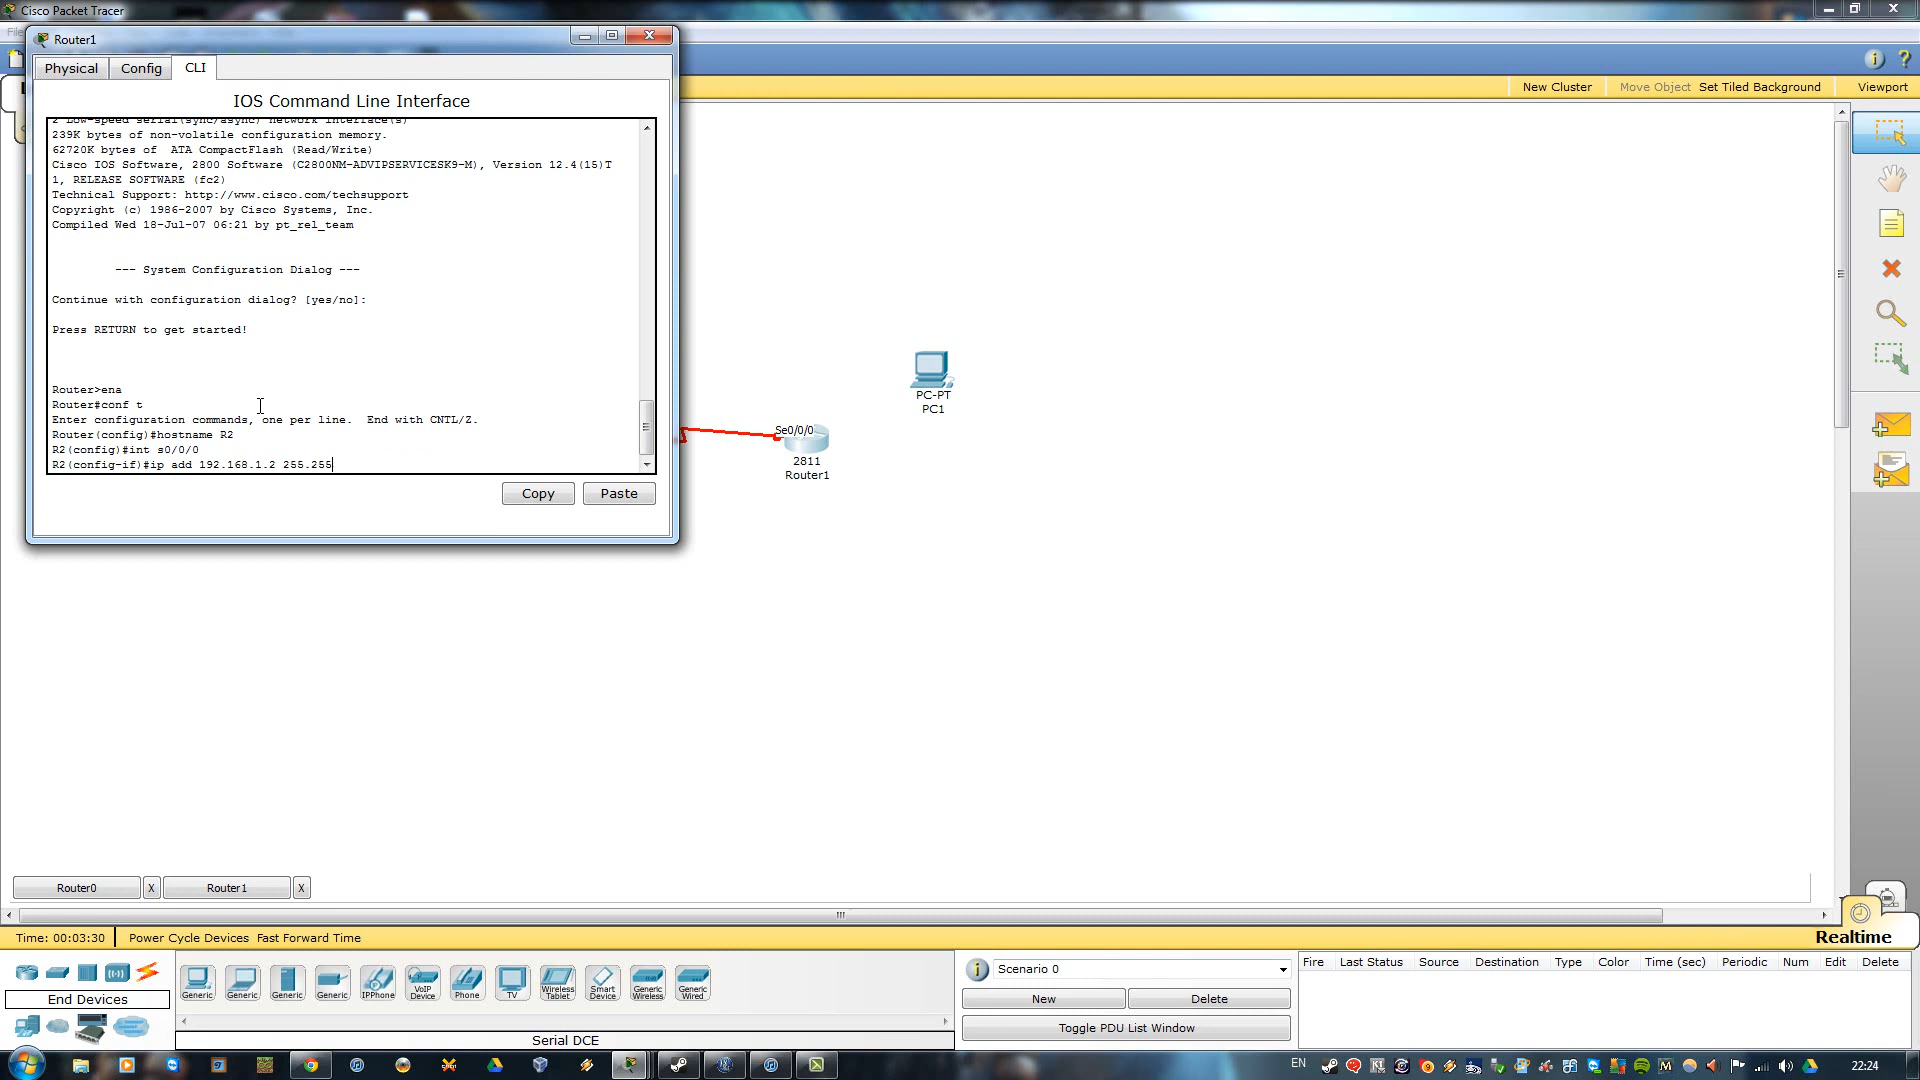 Cisco Packet Tracer
Router1
Physical
Config
CLI
IOS Command Line Interface
2 Low-speed serial(sync/async) network interface(s)
239K bytes of non-volatile configuration memory.
62720K bytes of  ATA CompactFlash (Read/Write)
Cisco IOS Software, 2800 Software (C2800NM-ADVIPSERVICESK9-M), Version 12.4(15)T
1, RELEASE SOFTWARE (fc2)
Technical Support: http://www.cisco.com/techsupport
Copyright (c) 1986-2007 by Cisco Systems, Inc.
Compiled Wed 18-Jul-07 06:21 by pt_rel_team
--- System Configuration Dialog ---
Continue with configuration dialog? [yes/no]:
Press RETURN to get started!
Router>ena
Router#conf t
Enter configuration commands, one per line.  End with CNTL/Z.
Router(config)#hostname R2
R2(config)#int s0/0/0
R2(config-if)#ip add 192.168.1.2 255.255
Copy
Paste
New Cluster
Move Object
Set Tiled Background
Viewport
PC-PT
PC1
Se0/0/0
2811
Router1
Router0
X
Router1
X
Time: 00:03:30
Power Cycle Devices  Fast Forward Time
Realtime
End Devices
Generic
Generic
Generic
Generic
IPPhone
VoIP
Device
Phone
TV
Wireless
Tablet
Smart
Device
Generic
Wireless
Generic
Wired
Serial DCE
Scenario 0
New
Delete
Toggle PDU List Window
Fire
Last Status
Source
Destination
Type
Color
Time (sec)
Periodic
Num
Edit
Delete
EN
22:24